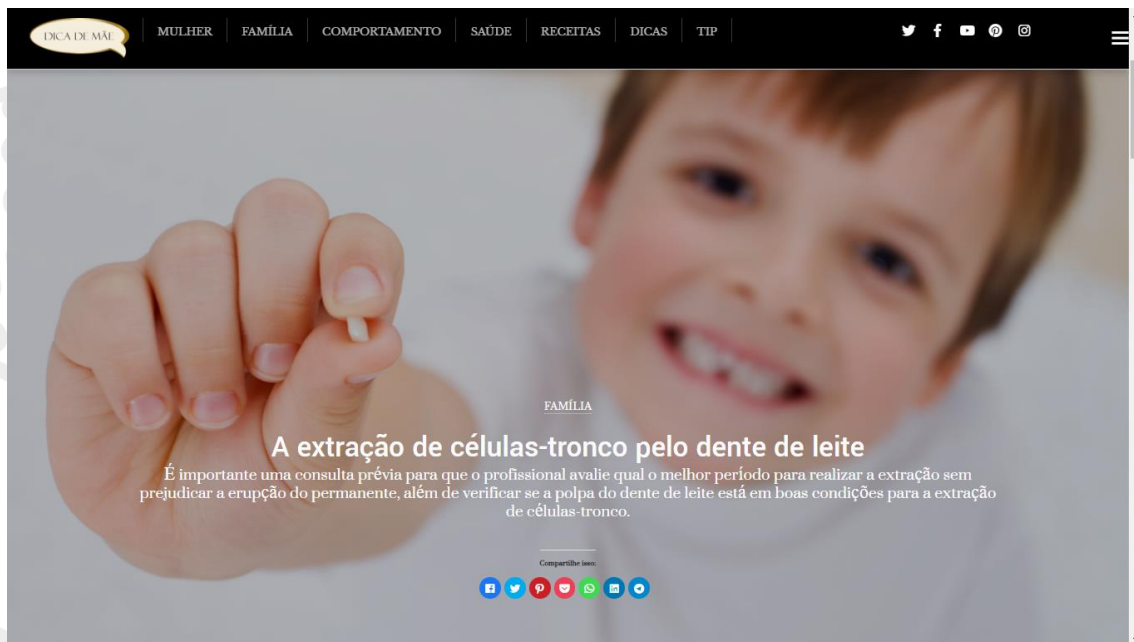 DICA DE MÃE
MULHER FAMÍLIA COMPORTAMENTO SAÚDE RECEITAS DICAS TIP
FAMÍLIA
A extração de células-tronco pelo dente de leite
É importante uma consulta prévia para que o profissional avalie qual o melhor período para realizar a extração sem
prejudicar a erupção do permanente, além de verificar se a polpa do dente de leite está em boas condições para a extração
de células-tronco.
Compartilhe isso: